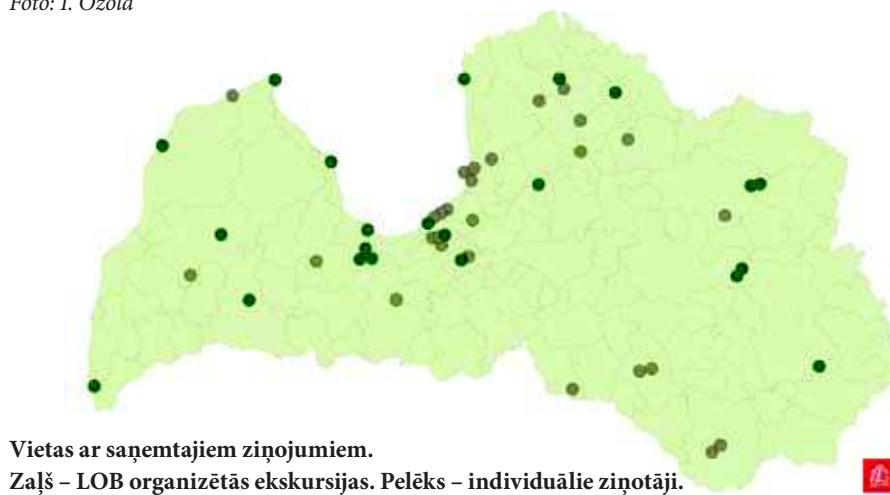 Foto: I. Ozola
Vietas ar saņemtajiem ziņojumiem.
Zaļš – LOB organizētās ekskursijas. Pelēks – individuālie ziņotāji.